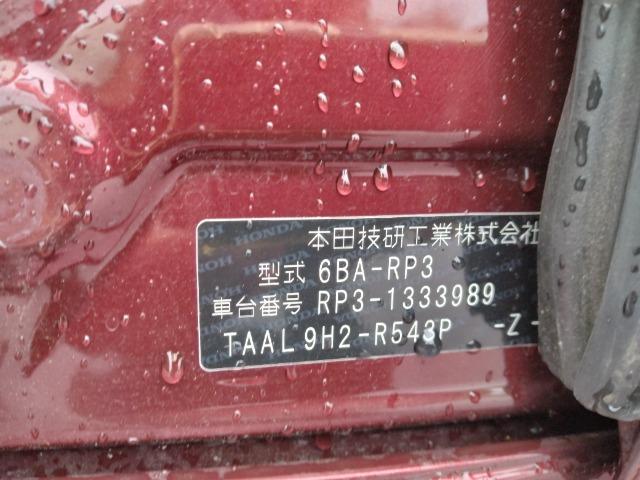 本田技研工業株式会社
型式 6BA-RP3
車台番号 RP3-1333989
TAAL 9H2-R543P -Z -